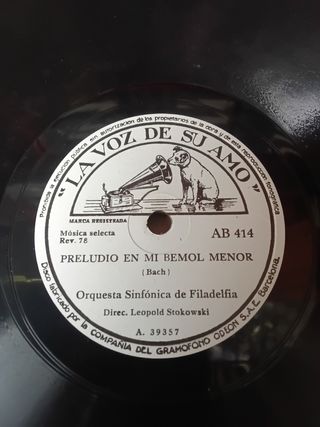 Prohibida la ejecución pública sin autorización de los propietarios de la obra y de esta reproducción fonoeléctrica
"LA VOZ DE SU AMO"
MARCA REGISTRADA
Música selecta
Rev. 78
AB 414
PRELUDIO EN MI BEMOL MENOR
(Bach)
Orquesta Sinfónica de Filadelfia
Direc. Leopold Stokowski
A. 39357
Disco fabricado por la COMPAÑIA DEL GRAMOFONO ODEON S.A.E. Barcelona.